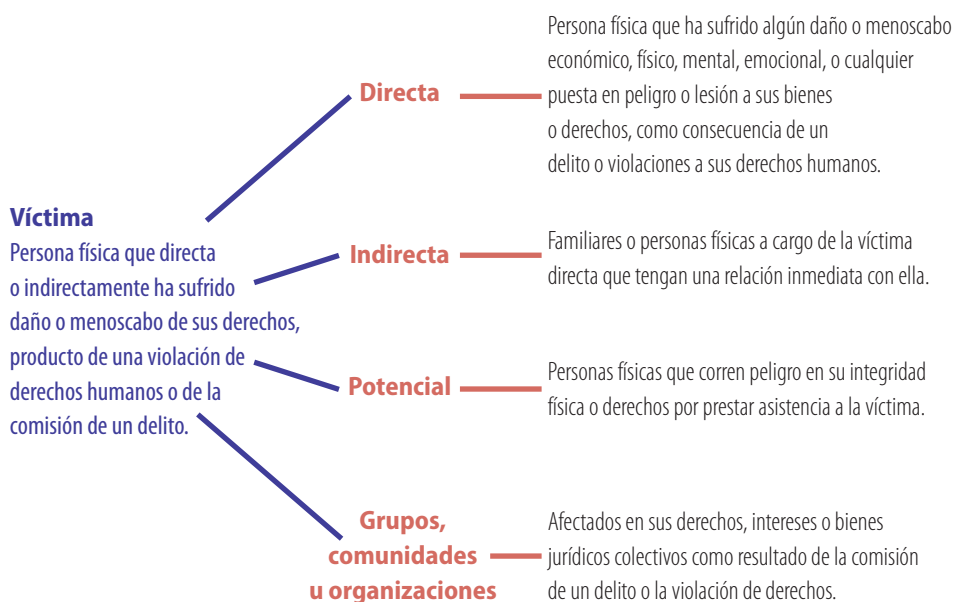 Víctima
Persona física que directa
o indirectamente ha sufrido
daño o menoscabo de sus derechos,
producto de una violación de
derechos humanos o de la
comisión de un delito.
Directa
Persona física que ha sufrido algún daño o menoscabo
económico, físico, mental, emocional, o cualquier
puesta en peligro o lesión a sus bienes
o derechos, como consecuencia de un
delito o violaciones a sus derechos humanos.
Indirecta
Familiares o personas físicas a cargo de la víctima
directa que tengan una relación inmediata con ella.
Potencial
Personas físicas que corren peligro en su integridad
física o derechos por prestar asistencia a la víctima.
Grupos,
comunidades
u organizaciones
Afectados en sus derechos, intereses o bienes
jurídicos colectivos como resultado de la comisión
de un delito o la violación de derechos.